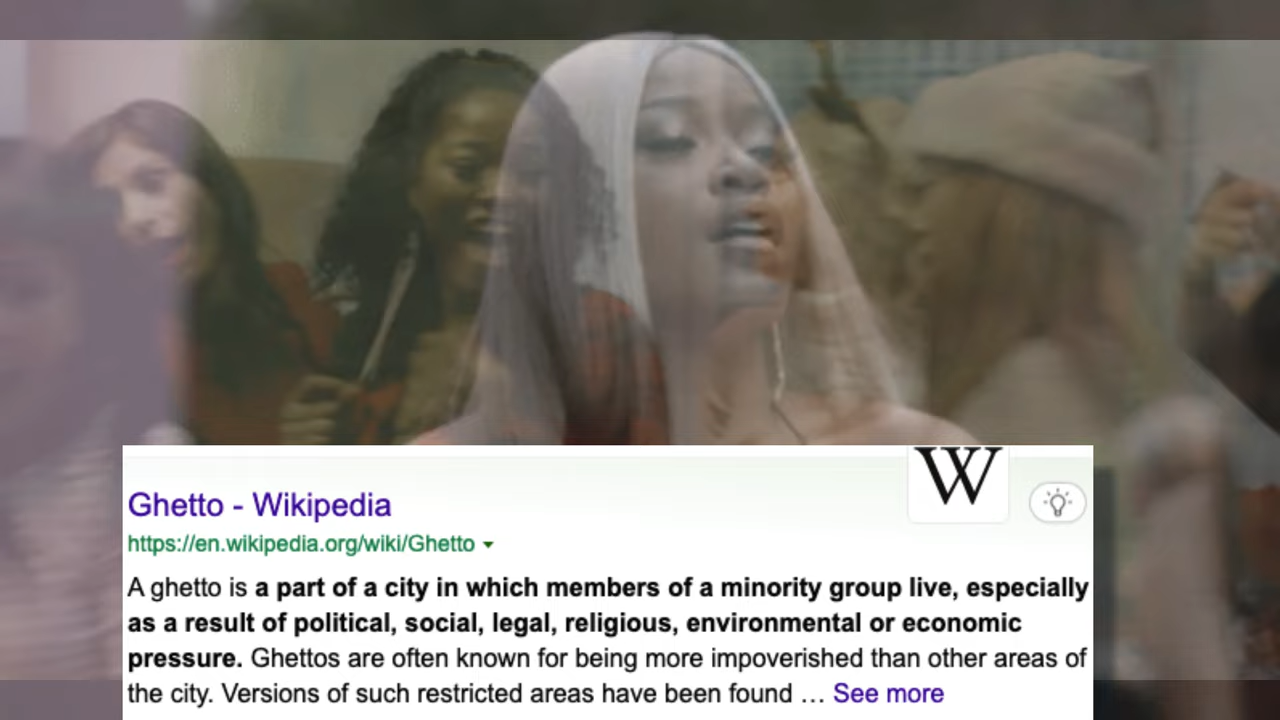 W
Ghetto - Wikipedia
https://en.wikipedia.org/wiki/Ghetto
A ghetto is a part of a city in which members of a minority group live, especially
as a result of political, social, legal, religious, environmental or economic
pressure. Ghettos are often known for being more impoverished than other areas of
the city. Versions of such restricted areas have been found … See more